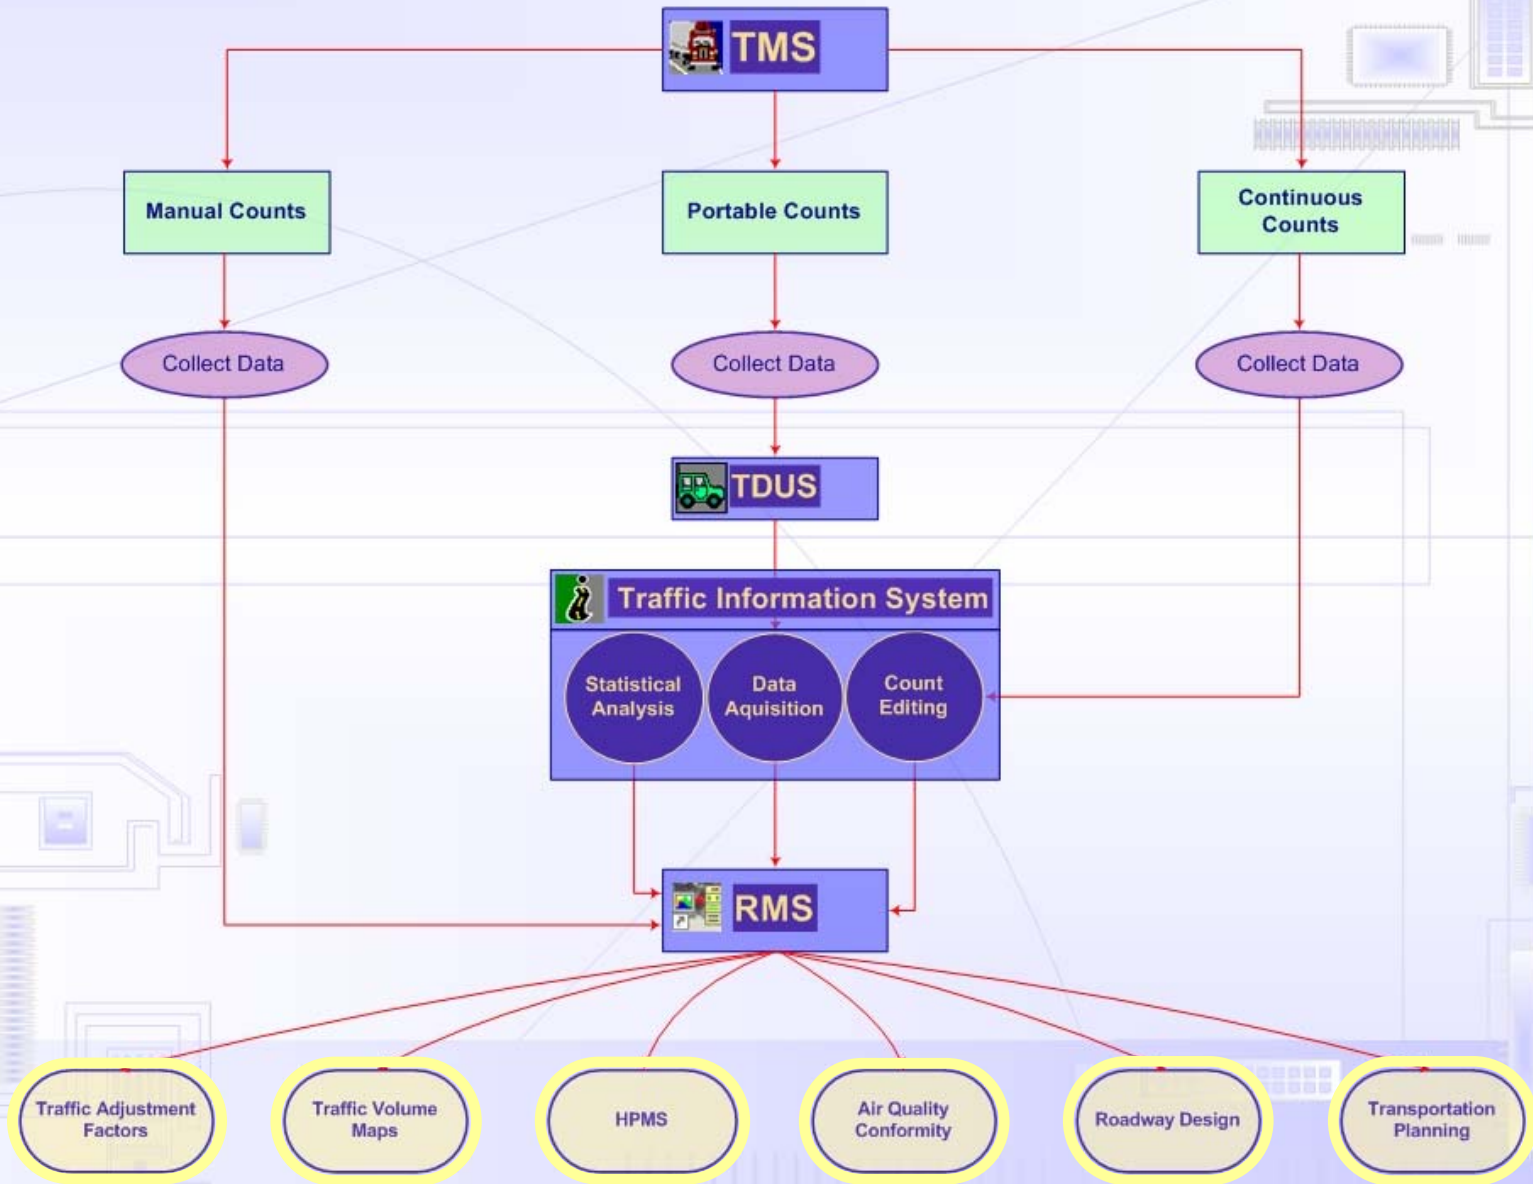 TMS
Manual Counts
Portable Counts
Continuous
Counts
Collect Data
Collect Data
Collect Data
TDUS
Traffic Information System
Statistical
Analysis
Data
Aquisition
Count
Editing
RMS
Traffic Adjustment
Factors
Traffic Volume
Maps
HPMS
Air Quality
Conformity
Roadway Design
Transportation
Planning